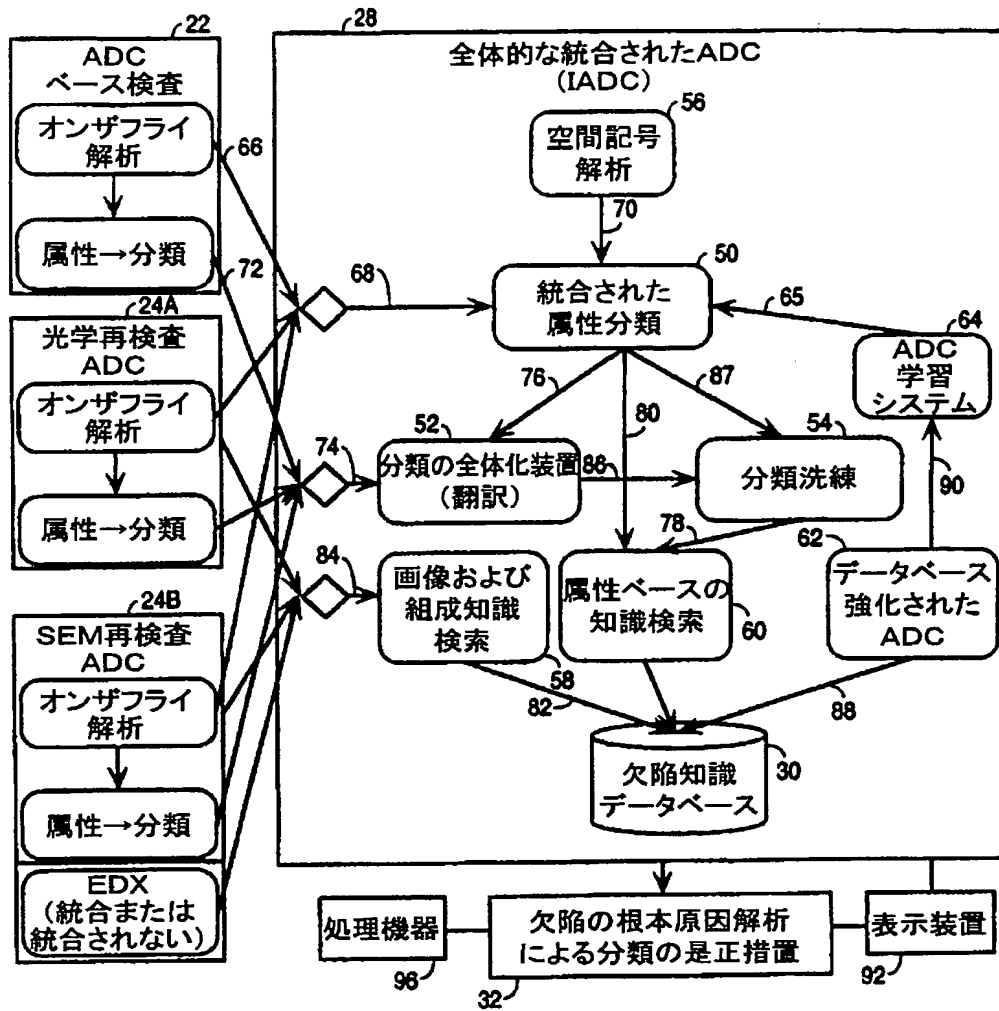 22
ADC
ベース検査
オンザフライ
解析
属性→分類
66
72
24A
光学再検査
ADC
オンザフライ
解析
属性→分類
24B
SEM再検査
ADC
オンザフライ
解析
属性→分類
EDX
(統合または
統合されない)
28
全体的な統合されたADC
(IADC)
56
空間記号
解析
70
50
68
統合された
属性分類
65
64
ADC
学習
システム
76
80
87
52
74
分類の全体化装置
(翻訳)
86
54
分類洗練
90
78
62
84
画像および
組成知識
検索
58
属性ベースの
知識検索
60
データベース
強化された
ADC
82
88
欠陥知識
データベース
30
処理機器
96
欠陥の根本原因解析
による分類の是正措置
32
表示装置
92